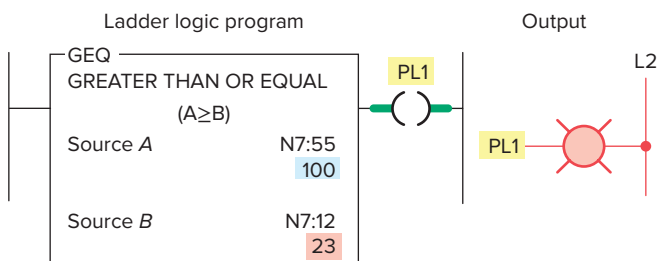 Ladder logic program
Output
GEQ
GREATER THAN OR EQUAL
(A≥B)
Source A N7:55
100
Source B N7:12
23
PL1
L2
PL1